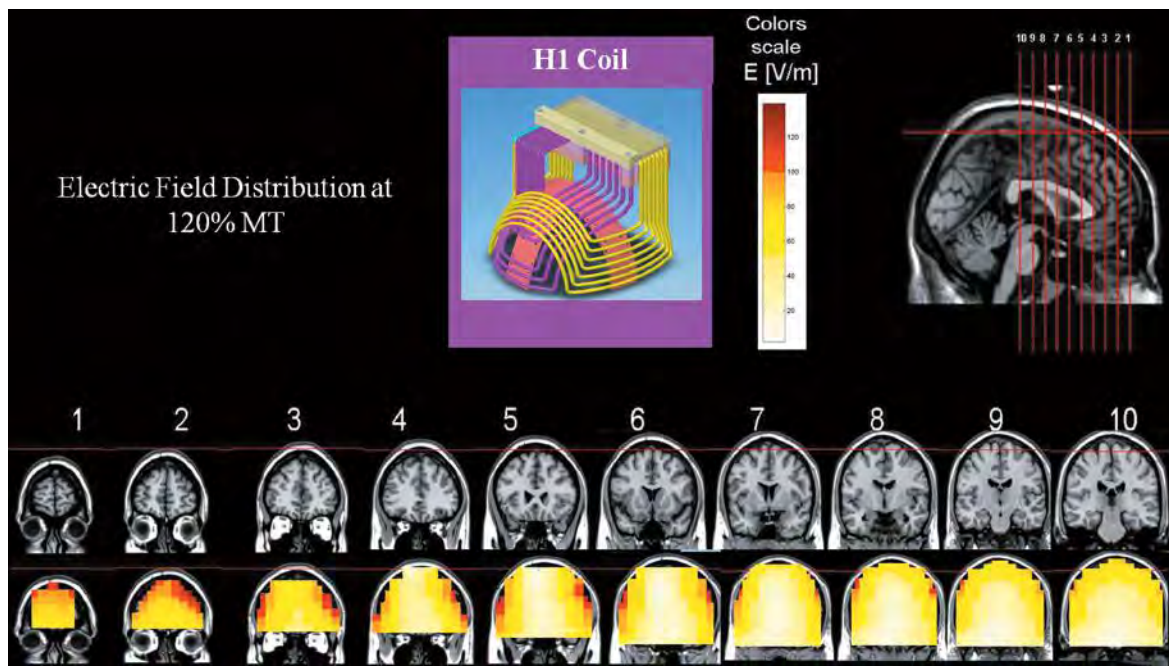 H1 Coil
Colors
scale
E [V/m]
120
100
80
60
40
20
10 9 8 7 6 5 4 3 2 1
Electric Field Distribution at
120% MT
1 2 3 4 5 6 7 8 9 10